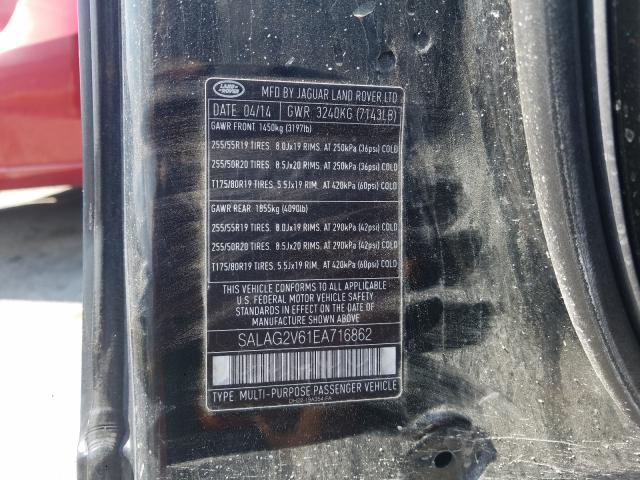 LAND ROVER
MFD BY JAGUAR LAND ROVER,LTD
DATE 04/14 GWR 3240KG (7143LB)
GAWR FRONT 1450kg (3197lb)
255/55R19 TIRES. 8.0Jx19 RIMS. AT 250kPa (36psi) COLD
255/50R20 TIRES. 8.5Jx20 RIMS. AT 250kPa (36psi) COLD
T175/80R19 TIRES. 5.5Jx19 RIM. AT 420kPa (60psi) COLD
GAWR REAR 1855kg (4090lb)
255/55R19 TIRES. 8.0Jx19 RIMS. AT 290kPa (42psi) COLD
255/50R20 TIRES. 8.5Jx20 RIMS. AT 290kPa (42psi) COLD
T175/80R19 TIRES. 5.5Jx19 RIM. AT 420kPa (60psi) COLD
THIS VEHICLE CONFORMS TO ALL APPLICABLE
U.S. FEDERAL MOTOR VEHICLE SAFETY
STANDARDS IN EFFECT ON THE DATE OF
MANUFACTURE SHOWN ABOVE
SALAG2V61EA716862
TYPE MULTI-PURPOSE PASSENGER VEHICLE